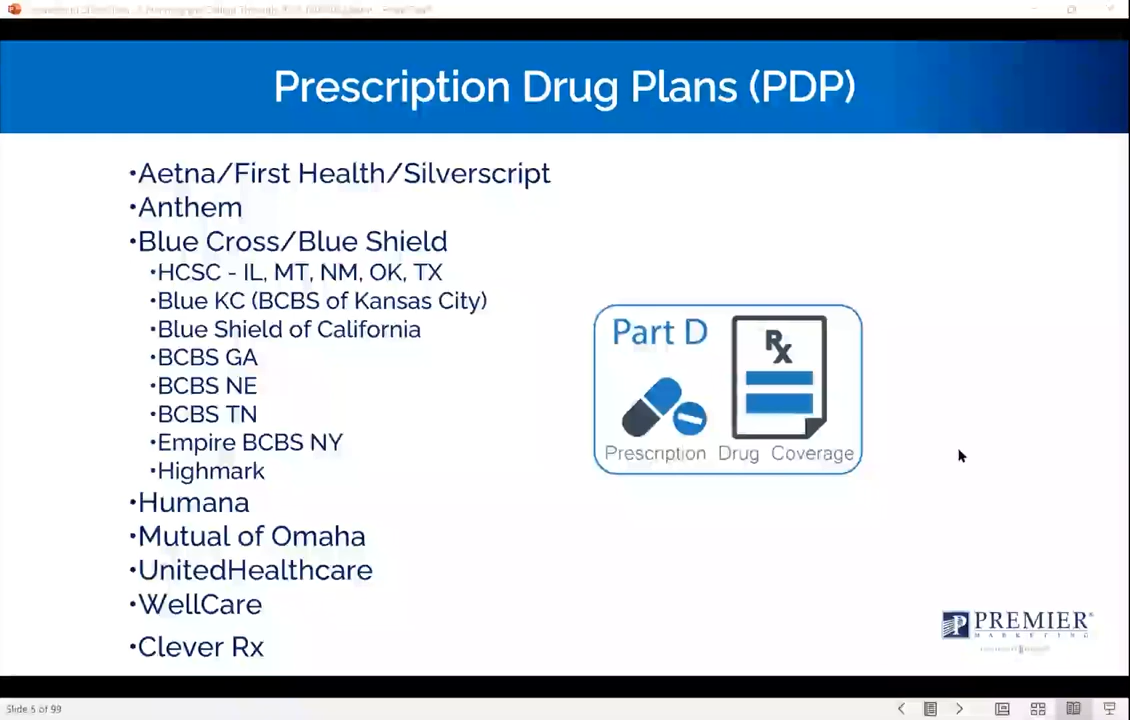 Prescription Drug Plans (PDP)
•Aetna/First Health/Silverscript
•Anthem
•Blue Cross/Blue Shield
•HCSC - IL, MT, NM, OK, TX
•Blue KC (BCBS of Kansas City)
•Blue Shield of California
•BCBS GA
•BCBS NE
•BCBS TN
•Empire BCBS NY
•Highmark
•Humana
•Mutual of Omaha
•UnitedHealthcare
•WellCare
•Clever Rx
Part D
Rx
Prescription Drug Coverage
PREMIER®
MARKETING
Slide 5 of 99